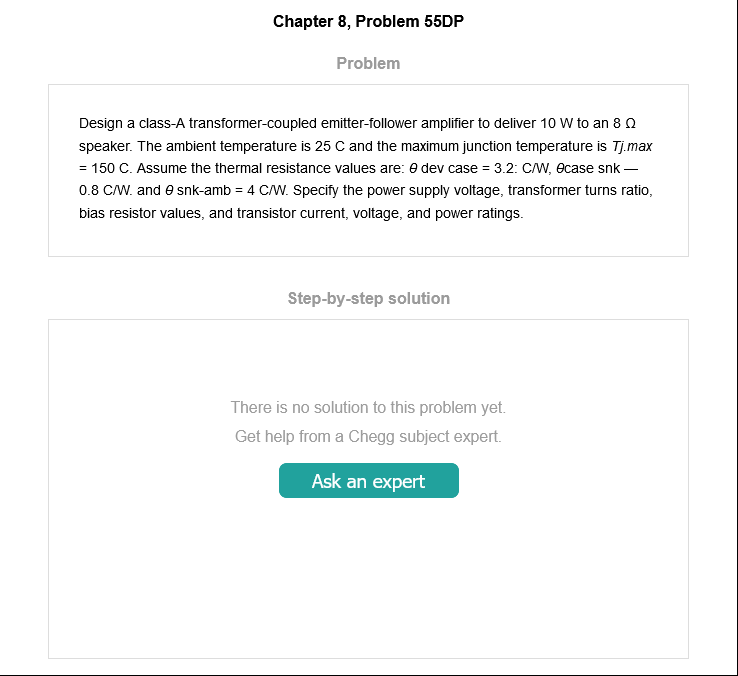 Chapter 8, Problem 55DP
Problem
Design a class-A transformer-coupled emitter-follower amplifier to deliver 10 W to an 8 Ω
speaker. The ambient temperature is 25 C and the maximum junction temperature is Tj.max
= 150 C. Assume the thermal resistance values are: θ dev case = 3.2: C/W, θcase snk —
0.8 C/W. and θ snk-amb = 4 C/W. Specify the power supply voltage, transformer turns ratio,
bias resistor values, and transistor current, voltage, and power ratings.
Step-by-step solution
There is no solution to this problem yet.
Get help from a Chegg subject expert.
Ask an expert